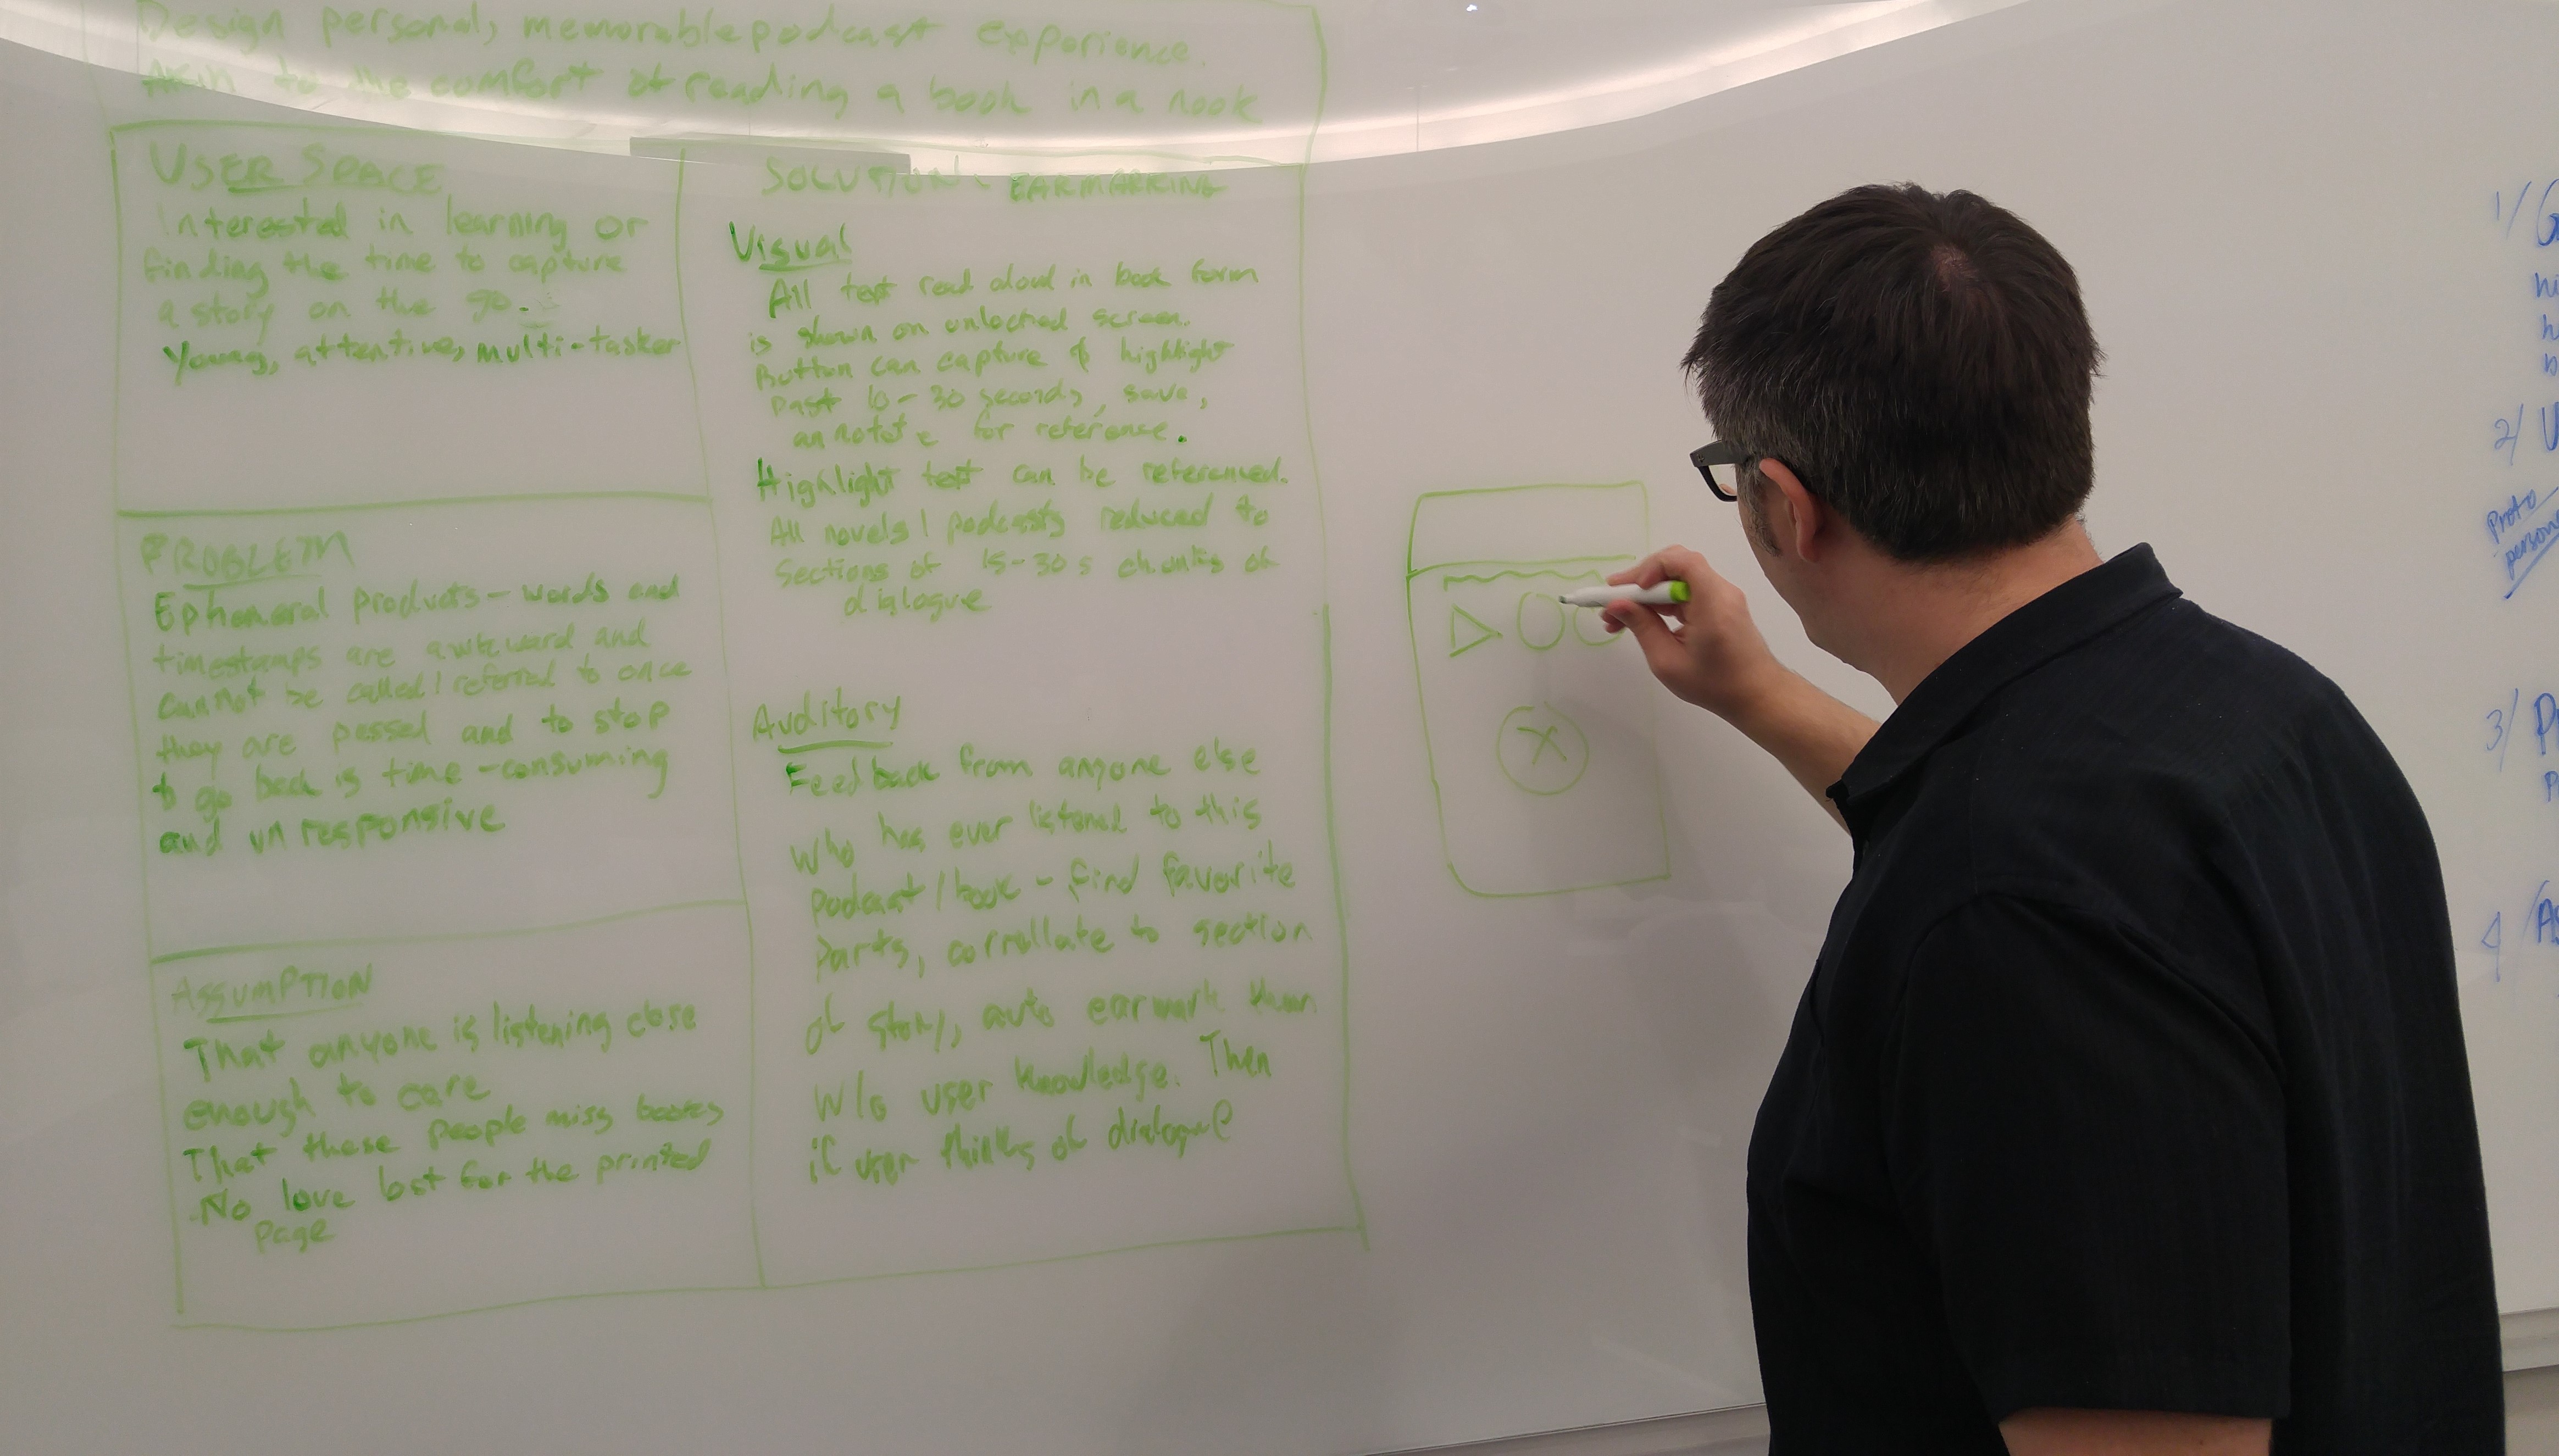 Design personal, memorable podcast experience.
Akin to the comfort of reading a book in a nook
USER SPACE
Interested in learning or
finding the time to capture
a story on the go.
Young, attentive, multi-tasker
PROBLEM
Ephemeral products - words and
timestamps are awkward and
cannot be called / referred to once
they are passed and to stop
to go back is time-consuming
and unresponsive
ASSUMPTION
That anyone is listening close
enough to care
That these people miss books
No love lost for the printed
page
SOLUTION - EARMARKING
Visual
All text read aloud in book form
is shown on unlocked screen.
Button can capture & highlight
past 10-30 seconds, save,
annotate for reference.
Highlight text can be referenced.
All novels / podcasts reduced to
sections of 15-30s chunks of
dialogue
Auditory
Feedback from anyone else
who has ever listened to this
podcast/book - find favorite
parts, corrollate to section
of story, auto earmark them
w/o user knowledge. Then
if user thinks of dialogue
X
1/ G
hi
h
b
2/ U
Proto
person
3/ Pr
P
4/ As